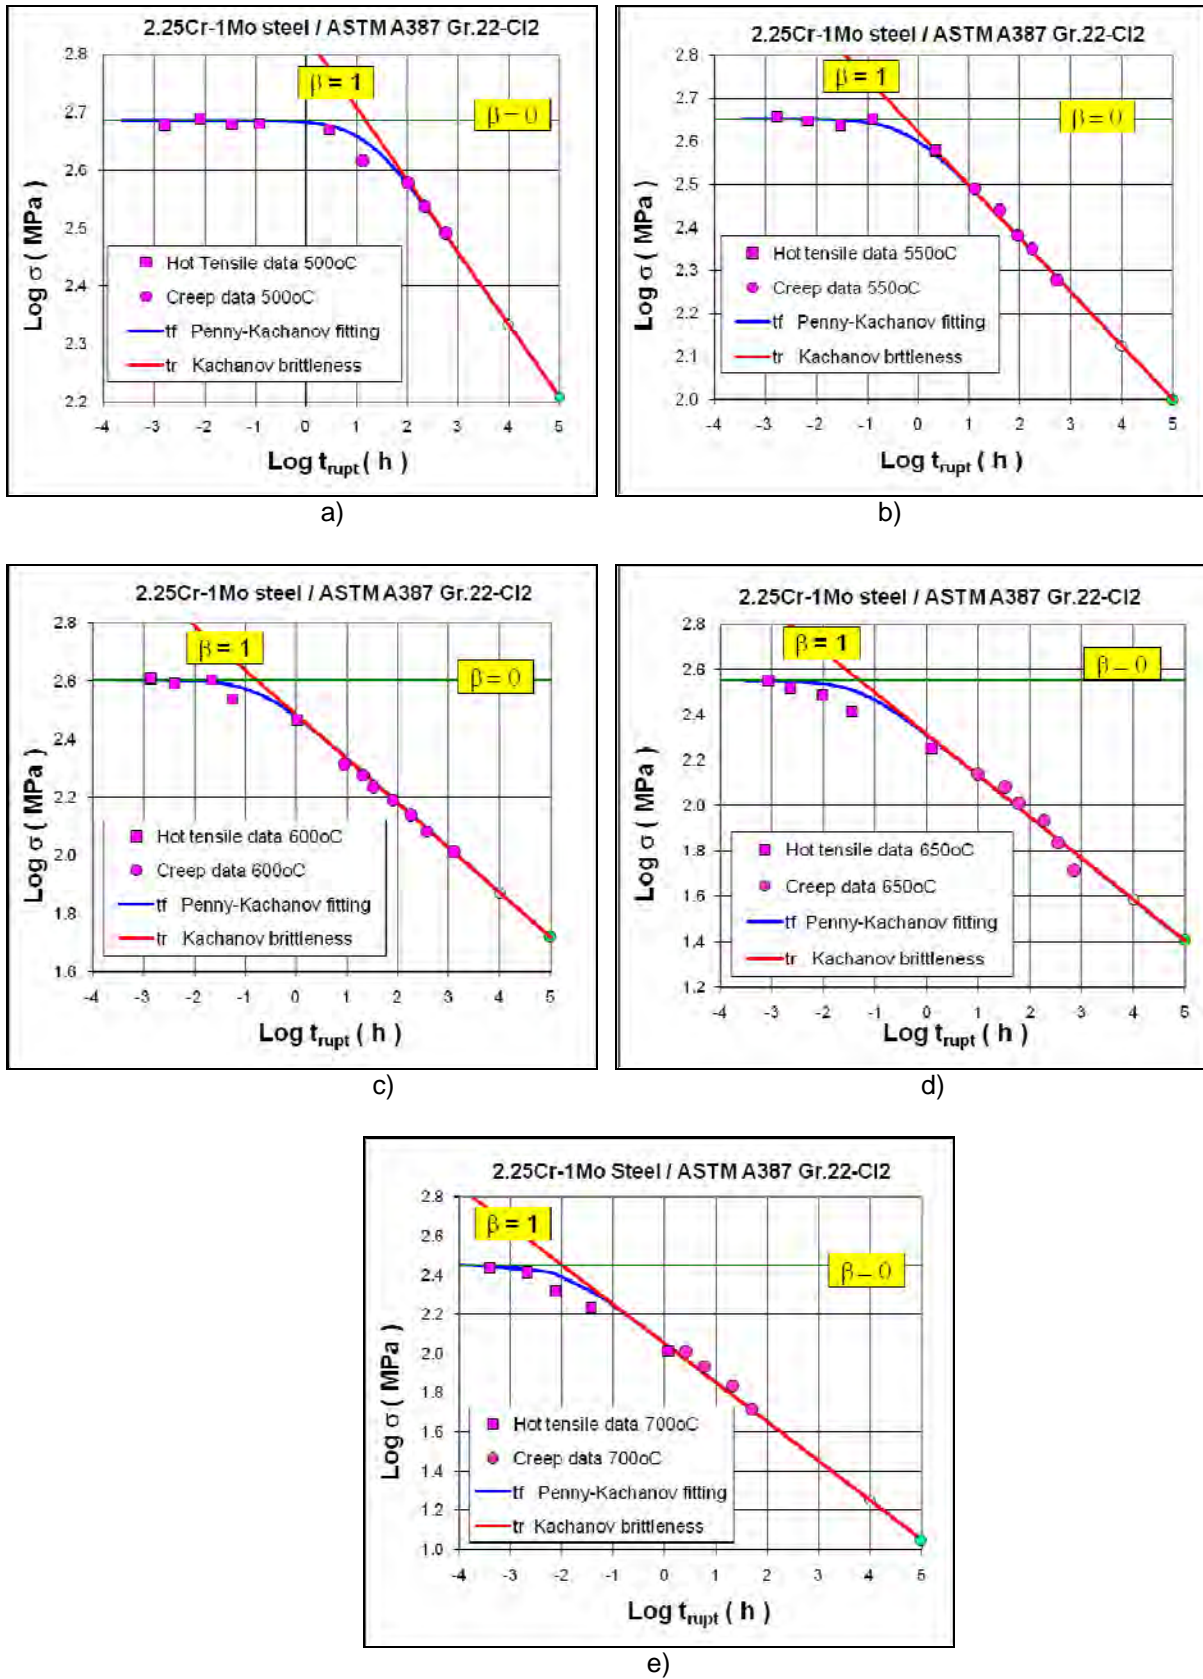 2.25Cr-1Mo steel / ASTM A387 Gr.22-Cl2
2.8
2.7
2.6
2.5
2.4
2.3
2.2
β = 1
β = 0
Hot Tensile data 500oC
Creep data 500oC
tf Penny-Kachanov fitting
tr Kachanov brittleness
-4 -3 -2 -1 0 1 2 3 4 5
Log σ ( MPa )
Log t_rupt ( h )
a)
2.25Cr-1Mo steel / ASTM A387 Gr.22-Cl2
2.8
2.7
2.6
2.5
2.4
2.3
2.2
2.1
2.0
β = 1
β = 0
Hot tensile data 550oC
Creep data 550oC
tf Penny-Kachanov fitting
tr Kachanov brittleness
-4 -3 -2 -1 0 1 2 3 4 5
Log σ ( MPa )
Log t_rupt ( h )
b)
2.25Cr-1Mo steel / ASTM A387 Gr.22-Cl2
2.8
2.6
2.4
2.2
2.0
1.8
1.6
β = 1
β = 0
Hot tensile data 600oC
Creep data 600oC
tf Penny-Kachanov fitting
tr Kachanov brittleness
-4 -3 -2 -1 0 1 2 3 4 5
Log σ ( MPa )
Log t_rupt ( h )
c)
2.25Cr-1Mo steel / ASTM A387 Gr.22-Cl2
2.8
2.6
2.4
2.2
2.0
1.8
1.6
1.4
1.2
β = 1
β = 0
Hot tensile data 650oC
Creep data 650oC
tf Penny-Kachanov fitting
tr Kachanov brittleness
-4 -3 -2 -1 0 1 2 3 4 5
Log σ ( MPa )
Log t_rupt ( h )
d)
2.25Cr-1Mo Steel / ASTM A387 Gr.22-Cl2
2.8
2.6
2.4
2.2
2.0
1.8
1.6
1.4
1.2
1.0
β = 1
β = 0
Hot tensile data 700oC
Creep data 700oC
tf Penny-Kachanov fitting
tr Kachanov brittleness
-4 -3 -2 -1 0 1 2 3 4 5
Log σ ( MPa )
Log t_rupt ( h )
e)